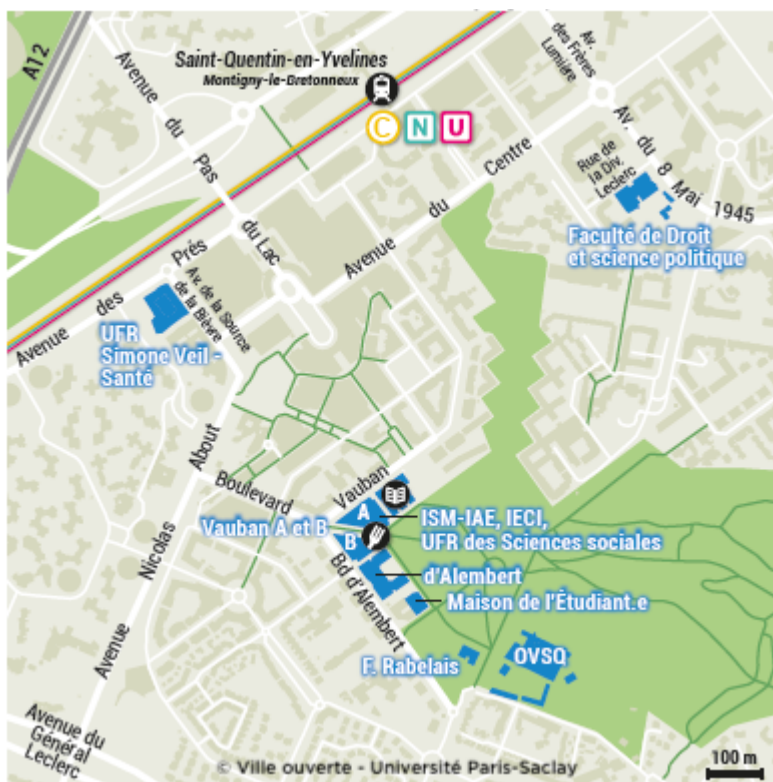 A12
Saint-Quentin-en-Yvelines
Montigny-le-Bretonneux
C N U
Avenue du Pas du Lac
Av.
des Frères
Lumière
Av. du 8 Mai 1945
Rue de
la Div.
Leclerc
Avenue du Centre
Faculté de Droit
et science politique
Avenue des Prés
Av. de la Source
de la Bièvre
UFR
Simone Veil -
Santé
Boulevard Vauban
Avenue Nicolas About
A
Vauban A et B
B
ISM-IAE, IECI,
UFR des Sciences sociales
d'Alembert
Maison de l'Étudiant.e
Bd d'Alembert
F. Rabelais
OVSQ
Avenue du
Général
Leclerc
© Ville ouverte - Université Paris-Saclay
100 m